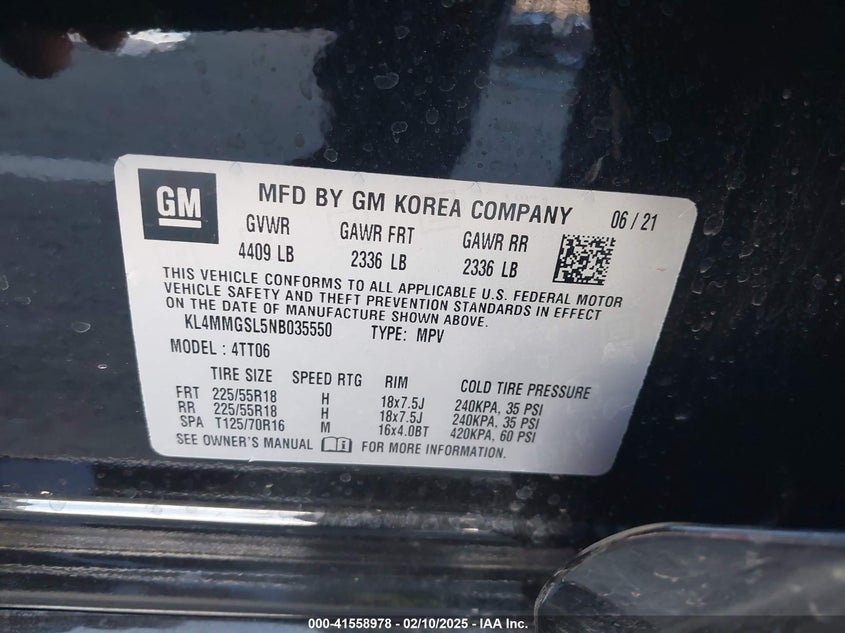 GM
MFD BY GM KOREA COMPANY 06 / 21
GVWR GAWR FRT GAWR RR
4409 LB 2336 LB 2336 LB
THIS VEHICLE CONFORMS TO ALL APPLICABLE U.S. FEDERAL MOTOR
VEHICLE SAFETY AND THEFT PREVENTION STANDARDS IN EFFECT
ON THE DATE OF MANUFACTURE SHOWN ABOVE.
KL4MMGSL5NB035550 TYPE: MPV
MODEL : 4TT06
TIRE SIZE SPEED RTG RIM COLD TIRE PRESSURE
FRT 225/55R18 H 18x7.5J 240KPA, 35 PSI
RR 225/55R18 H 18x7.5J 240KPA, 35 PSI
SPA T125/70R16 M 16x4.0BT 420KPA, 60 PSI
SEE OWNER'S MANUAL FOR MORE INFORMATION.
000-41558978 - 02/10/2025 - IAA Inc.